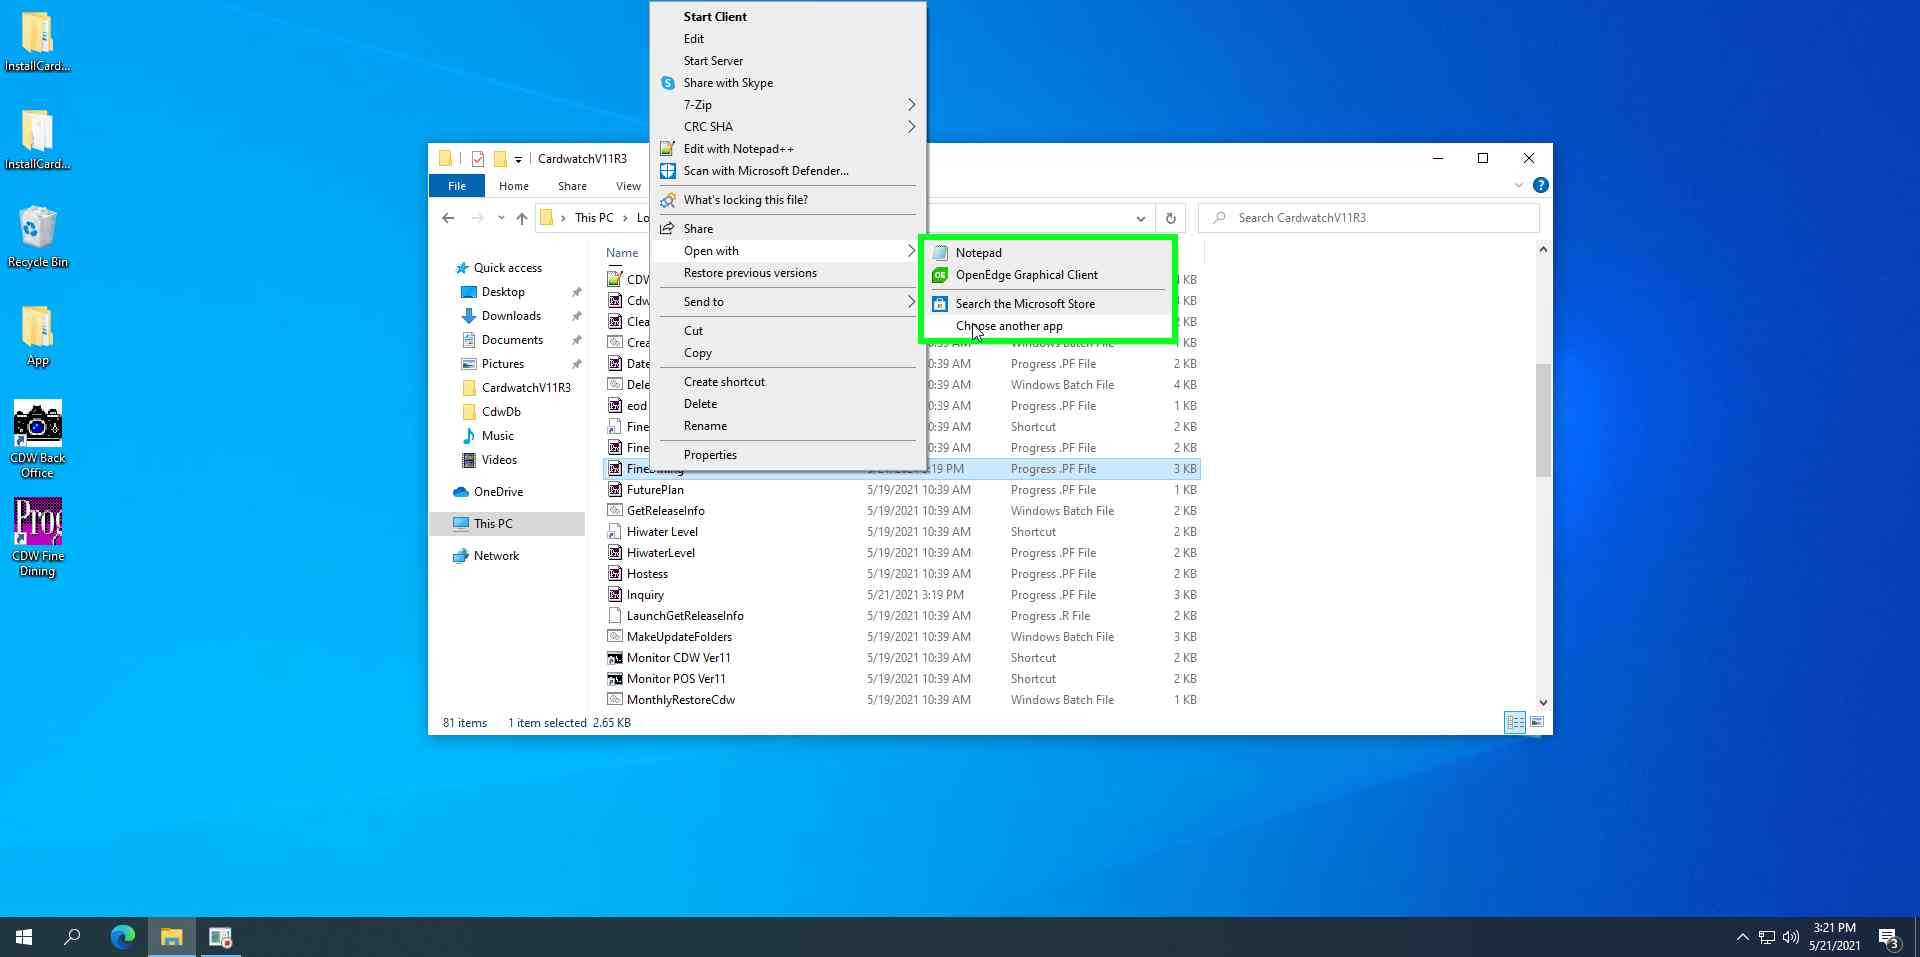 InstallCard...
InstallCard...
Recycle Bin
App
CDW Back
Office
Prog
CDW Fine
Dining
Start Client
Edit
Start Server
Share with Skype
7-Zip
CRC SHA
Edit with Notepad++
Scan with Microsoft Defender...
What's locking this file?
Share
Open with
Restore previous versions
Send to
Cut
Copy
Create shortcut
Delete
Rename
Properties
Notepad
OpenEdge Graphical Client
Search the Microsoft Store
Choose another app
CardwatchV11R3
File Home Share View
This PC Lo
Search CardwatchV11R3
Quick access
Desktop
Downloads
Documents
Pictures
CardwatchV11R3
CdwDb
Music
Videos
OneDrive
This PC
Network
Name
CDW KB
Cdw KB
Clea KB
Crea Windows Batch File KB
Date 0:39 AM Progress .PF File 2 KB
Dele 0:39 AM Windows Batch File 4 KB
eod 0:39 AM Progress .PF File 1 KB
Fine 0:39 AM Shortcut 2 KB
Fine 0:39 AM Progress .PF File 2 KB
FineDining 5/21/2021 3:19 PM Progress .PF File 3 KB
FuturePlan 5/19/2021 10:39 AM Progress .PF File 1 KB
GetReleaseInfo 5/19/2021 10:39 AM Windows Batch File 2 KB
Hiwater Level 5/19/2021 10:39 AM Shortcut 2 KB
HiwaterLevel 5/19/2021 10:39 AM Progress .PF File 2 KB
Hostess 5/19/2021 10:39 AM Progress .PF File 2 KB
Inquiry 5/21/2021 3:19 PM Progress .PF File 3 KB
LaunchGetReleaseInfo 5/19/2021 10:39 AM Progress .R File 2 KB
MakeUpdateFolders 5/19/2021 10:39 AM Windows Batch File 3 KB
Monitor CDW Ver11 5/19/2021 10:39 AM Shortcut 2 KB
Monitor POS Ver11 5/19/2021 10:39 AM Shortcut 2 KB
MonthlyRestoreCdw 5/19/2021 10:39 AM Windows Batch File 1 KB
81 items 1 item selected 2.65 KB
3:21 PM
5/21/2021
3